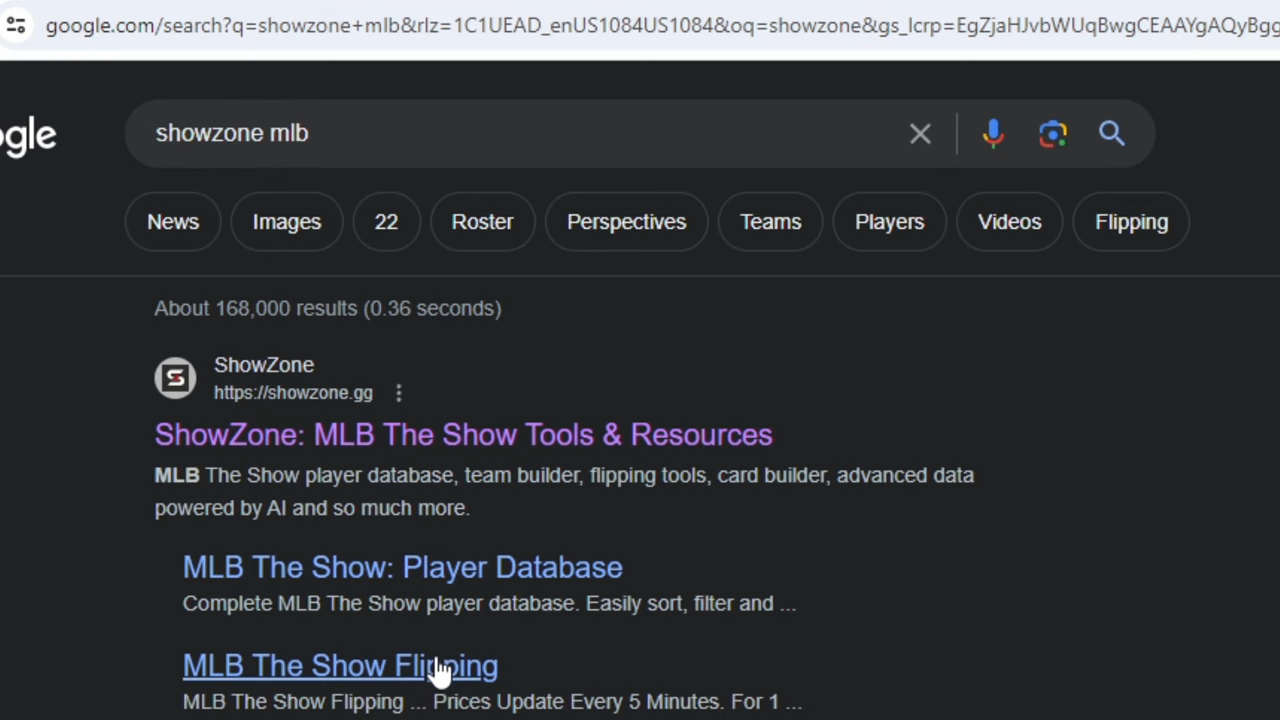 google.com/search?q=showzone+mlb&rlz=1C1UEAD_enUS1084US1084&oq=showzone&gs_lcrp=EgZjaHJvbWUqBwgCEAAYgAQyBgg
ogle
showzone mlb
News Images 22 Roster Perspectives Teams Players Videos Flipping
About 168,000 results (0.36 seconds)
ShowZone
https://showzone.gg
ShowZone: MLB The Show Tools & Resources
MLB The Show player database, team builder, flipping tools, card builder, advanced data
powered by AI and so much more.
MLB The Show: Player Database
Complete MLB The Show player database. Easily sort, filter and ...
MLB The Show Flipping
MLB The Show Flipping ... Prices Update Every 5 Minutes. For 1 ...